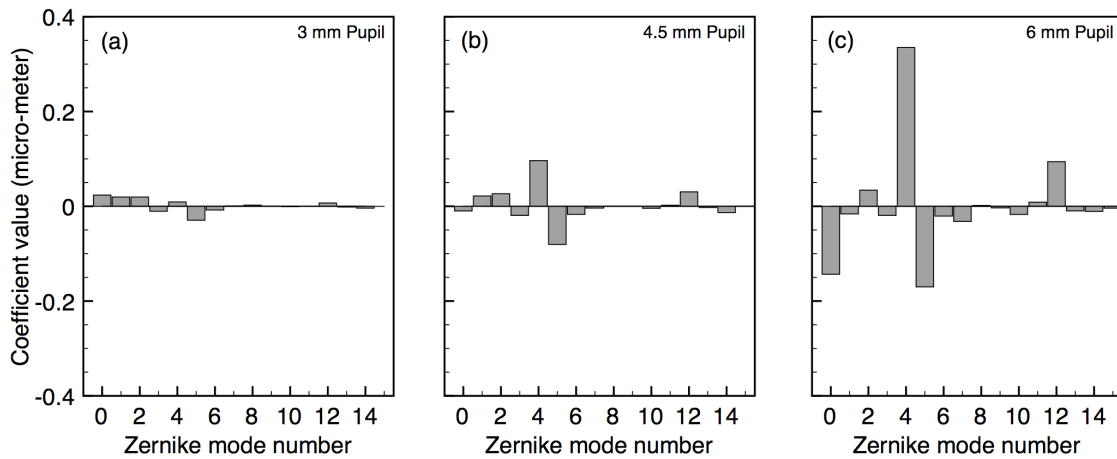 (a)
3 mm Pupil
(b)
4.5 mm Pupil
(c)
6 mm Pupil
Coefficient value (micro-meter)
0.4
0.2
0
-0.2
-0.4
0 2 4 6 8 10 12 14
0 2 4 6 8 10 12 14
0 2 4 6 8 10 12 14
Zernike mode number
Zernike mode number
Zernike mode number